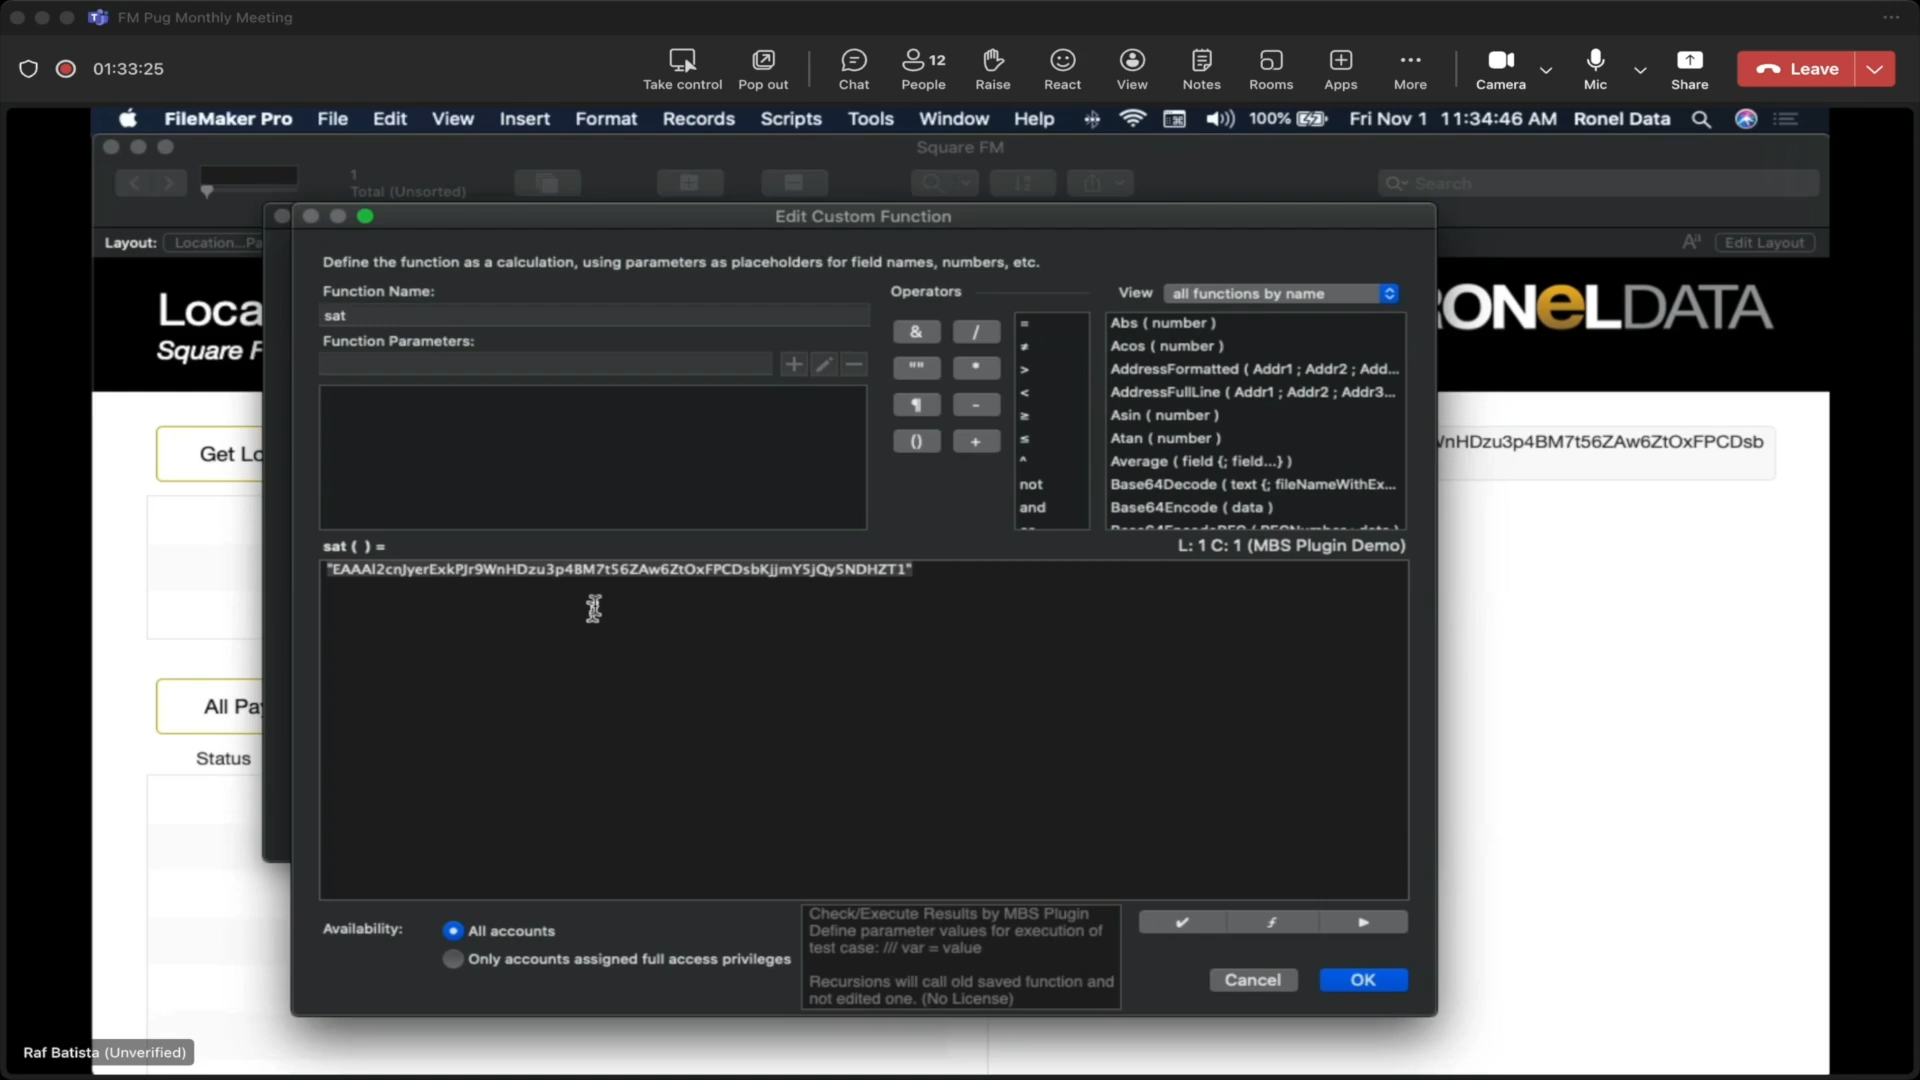 FM Pug Monthly Meeting
01:33:25
Take control
Pop out
Chat
12
People
Raise
React
View
Notes
Rooms
Apps
More
Camera
Mic
Share
Leave
FileMaker Pro File Edit View Insert Format Records Scripts Tools Window Help 100% Fri Nov 1 11:34:46 AM Ronel Data
Square FM
1
Total (Unsorted)
Search
Edit Custom Function
Layout: Location...Pa
Edit Layout
Define the function as a calculation, using parameters as placeholders for field names, numbers, etc.
Function Name:
Operators
View all functions by name
sat
Function Parameters:
& /
"" *
¶ -
() +
=
≠
>
<
≥
≤
^
not
and
Abs ( number )
Acos ( number )
AddressFormatted ( Addr1 ; Addr2 ; Add...
AddressFullLine ( Addr1 ; Addr2 ; Addr3...
Asin ( number )
Atan ( number )
Average ( field {; field...} )
Base64Decode ( text {; fileNameWithEx...
Base64Encode ( data )
Loca
Square F
RONeLDATA
Get Lo
WnHDzu3p4BM7t56ZAw6ZtOxFPCDsb
sat ( ) =
L: 1 C: 1 (MBS Plugin Demo)
"EAAAl2cnJyerExkPJr9WnHDzu3p4BM7t56ZAw6ZtOxFPCDsbKjjmY5jQy5NDHZT1"
All Pay
Status
Availability:
All accounts
Only accounts assigned full access privileges
Check/Execute Results by MBS Plugin
Define parameter values for execution of
test case: /// var = value
Recursions will call old saved function and
not edited one. (No License)
Cancel
OK
Raf Batista (Unverified)